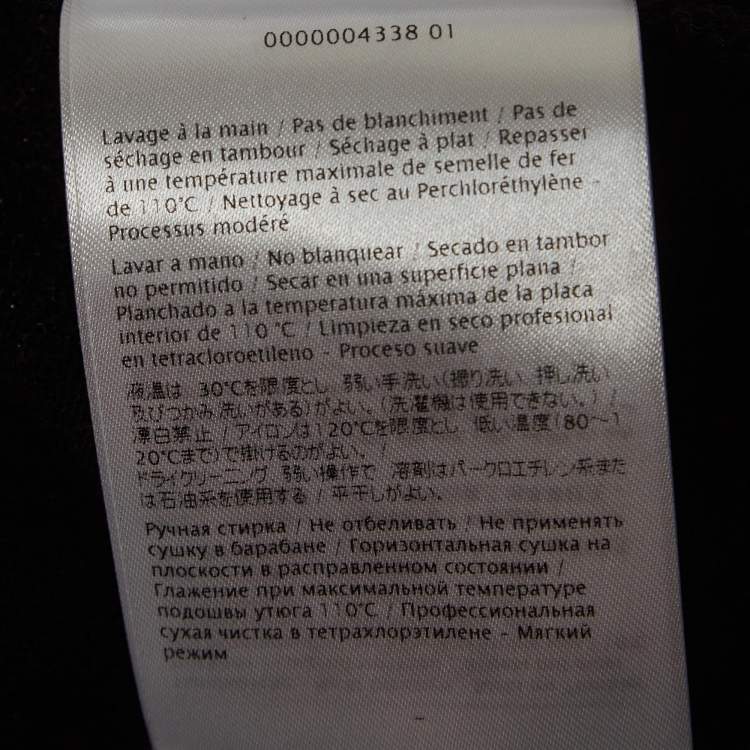 0000004338 01
Lavage à la main / Pas de blanchiment / Pas de
séchage en tambour / Séchage à plat / Repasser
à une température maximale de semelle de fer
de 110°C / Nettoyage à sec au Perchloréthylène -
Processus modéré
Lavar a mano / No blanquear / Secado en tambor
no permitido / Secar en una superficie plana /
Planchado a la temperatura máxima de la placa
interior de 110 °C / Limpieza en seco profesional
en tetracloroetileno - Proceso suave
液温は 30℃を限度とし 弱い手洗い(振り洗い 押し洗い
及びつかみ洗いがある)がよい。(洗濯機は使用できない。) /
漂白禁止 / アイロンは120℃を限度とし 低い温度(80〜1
20℃まで)で掛けるのがよい。 /
ドライクリーニング 弱い操作で 溶剤はパークロエチレン系また
は石油系を使用する / 平干しがよい。
Ручная стирка / Не отбеливать / Не применять
сушку в барабане / Горизонтальная сушка на
плоскости в расправленном состоянии /
Глажение при максимальной температуре
подошвы утюга 110°C / Профессиональная
сухая чистка в тетрахлорэтилене - Мягкий
режим